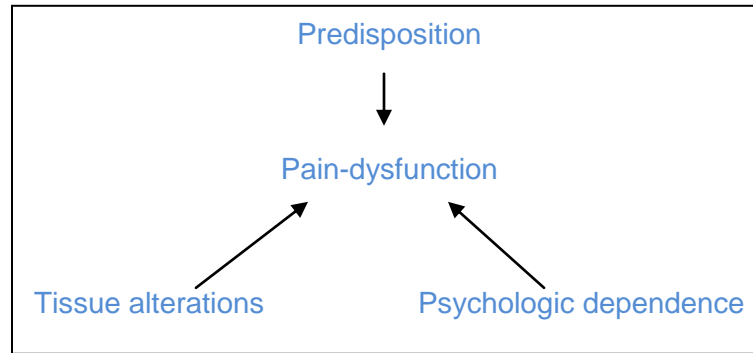 Predisposition
Pain-dysfunction
Tissue alterations
Psychologic dependence